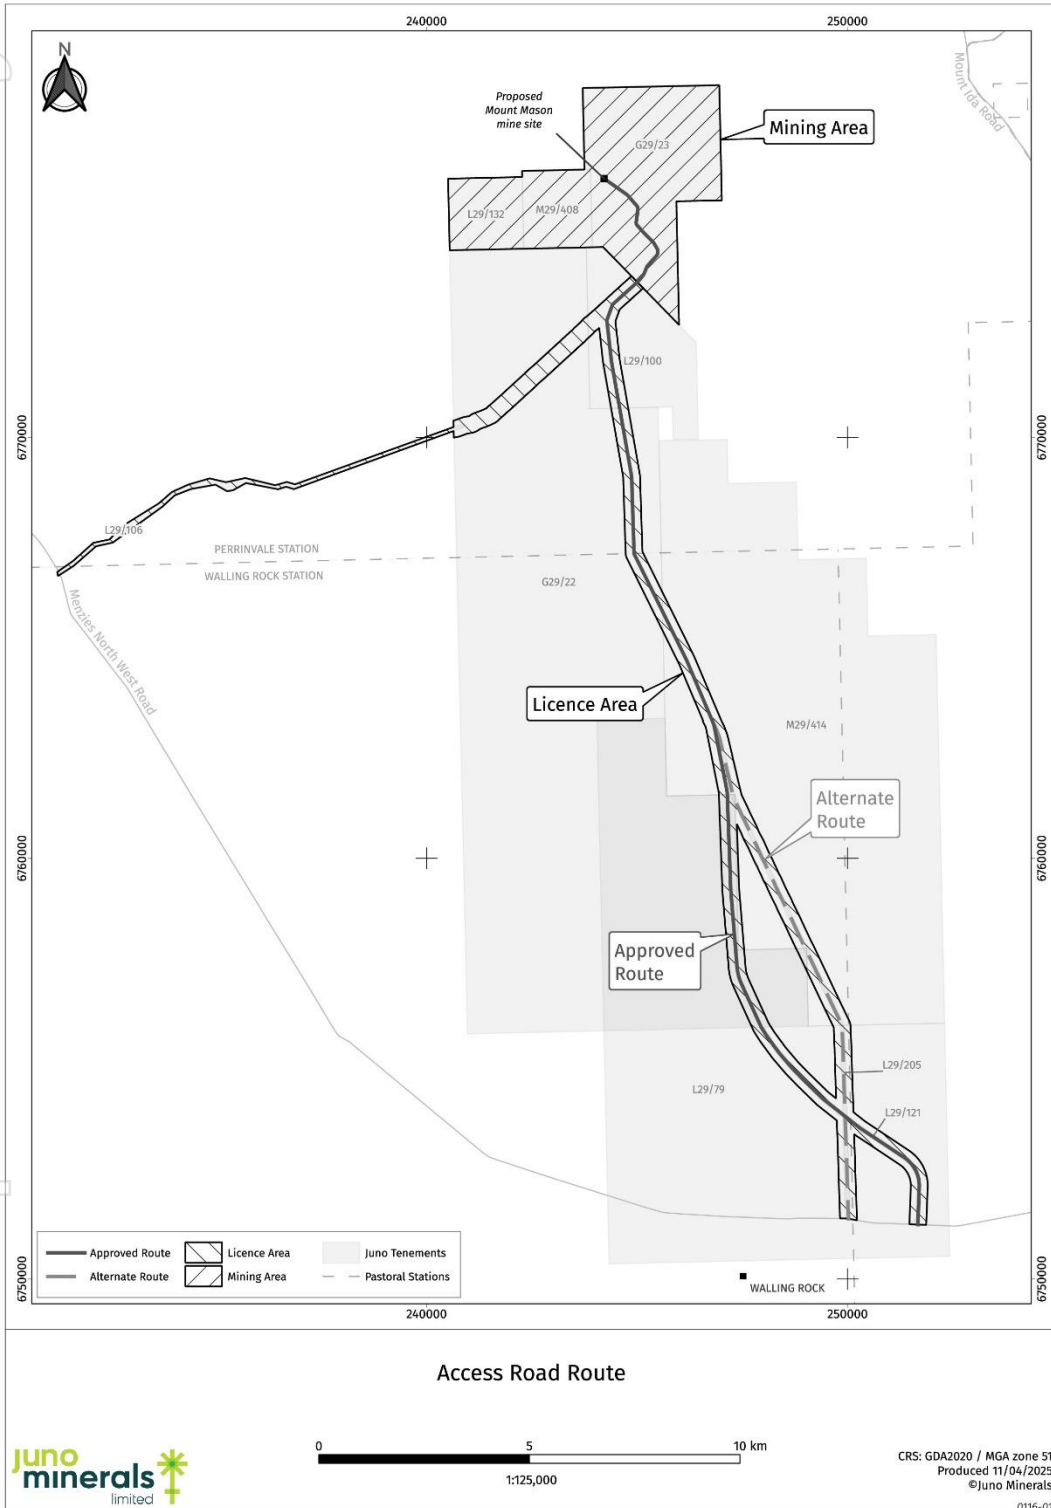 240000
250000
N
Mount Ida Road
Proposed
Mount Mason
mine site
Mining Area
G29/23
L29/132
M29/408
L29/100
6770000
6770000
L29/106
PERRINVALE STATION
WALLING ROCK STATION
G29/22
Menzies North West Road
Licence Area
M29/414
Alternate
Route
6760000
6760000
Approved
Route
L29/205
L29/79
L29/121
Approved Route
Licence Area
Juno Tenements
Alternate Route
Mining Area
Pastoral Stations
WALLING ROCK
6750000
6750000
240000
250000
Access Road Route
0
5
10 km
1:125,000
juno
minerals
limited
CRS: GDA2020 / MGA zone 51
Produced 11/04/2025
©Juno Minerals